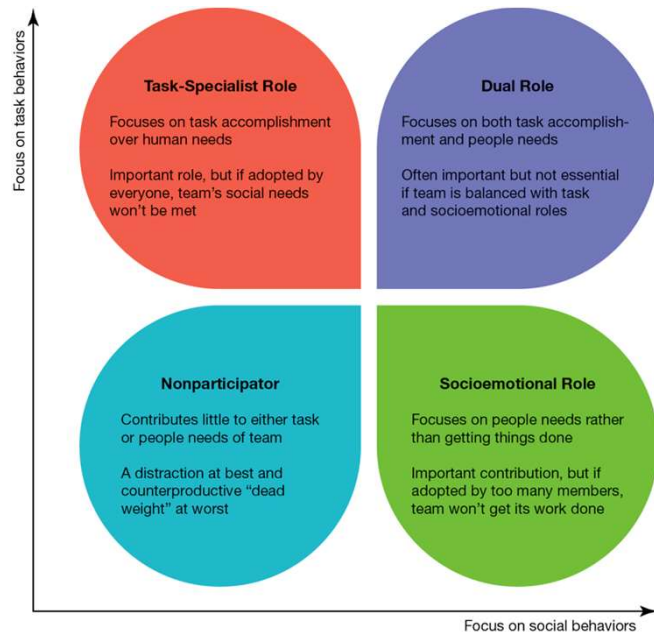 Focus on task behaviors
Task-Specialist Role
Focuses on task accomplishment
over human needs
Important role, but if adopted by
everyone, team's social needs
won't be met
Dual Role
Focuses on both task accomplish-
ment and people needs
Often important but not essential
if team is balanced with task
and socioemotional roles
Nonparticipator
Contributes little to either task
or people needs of team
A distraction at best and
counterproductive “dead
weight” at worst
Socioemotional Role
Focuses on people needs rather
than getting things done
Important contribution, but if
adopted by too many members,
team won't get its work done
Focus on social behaviors